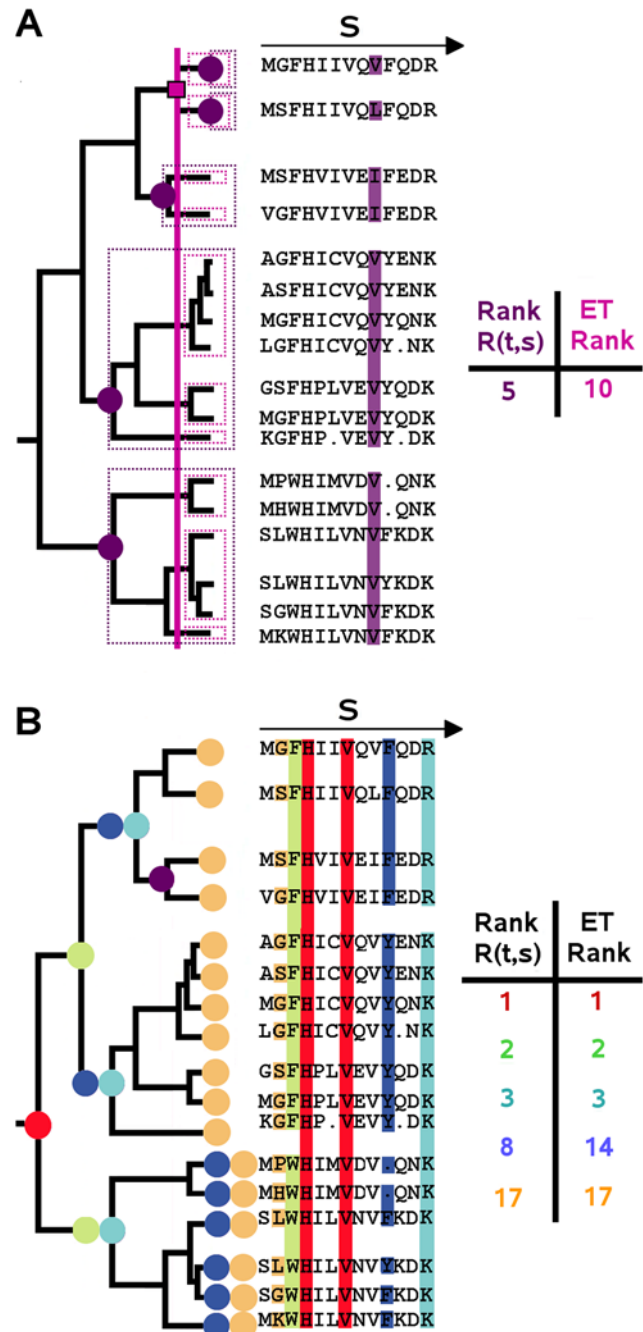 A
S
MGFHIIVQVFQDR
MSFHIIVQLFQDR
MSFHVIVEIFEDR
VGFHVIVEIFEDR
AGFHICVQVYENK
ASFHICVQVYENK
MGFHICVQVYQNK
LGFHICVQVY.NK
GSFHPLVEVYQDK
MGFHPLVEVYQDK
KGFHP.VEVY.DK
MPWHIMVDV.QNK
MHWHIMVDV.QNK
SLWHILVNVFKDK
SLWHILVNVYKDK
SGWHILVNVFKDK
MKWHILVNVFKDK
Rank R(t,s) ET Rank
5 10
B
S
MGFHIIVQVFQDR
MSFHIIVQLFQDR
MSFHVIVEIFEDR
VGFHVIVEIFEDR
AGFHICVQVYENK
ASFHICVQVYENK
MGFHICVQVYQNK
LGFHICVQVY.NK
GSFHPLVEVYQDK
MGFHPLVEVYQDK
KGFHP.VEVY.DK
MPWHIMVDV.QNK
MHWHIMVDV.QNK
SLWHILVNVFKDK
SLWHILVNVYKDK
SGWHILVNVFKDK
MKWHILVNVFKDK
Rank R(t,s) ET Rank
1 1
2 2
3 3
8 14
17 17